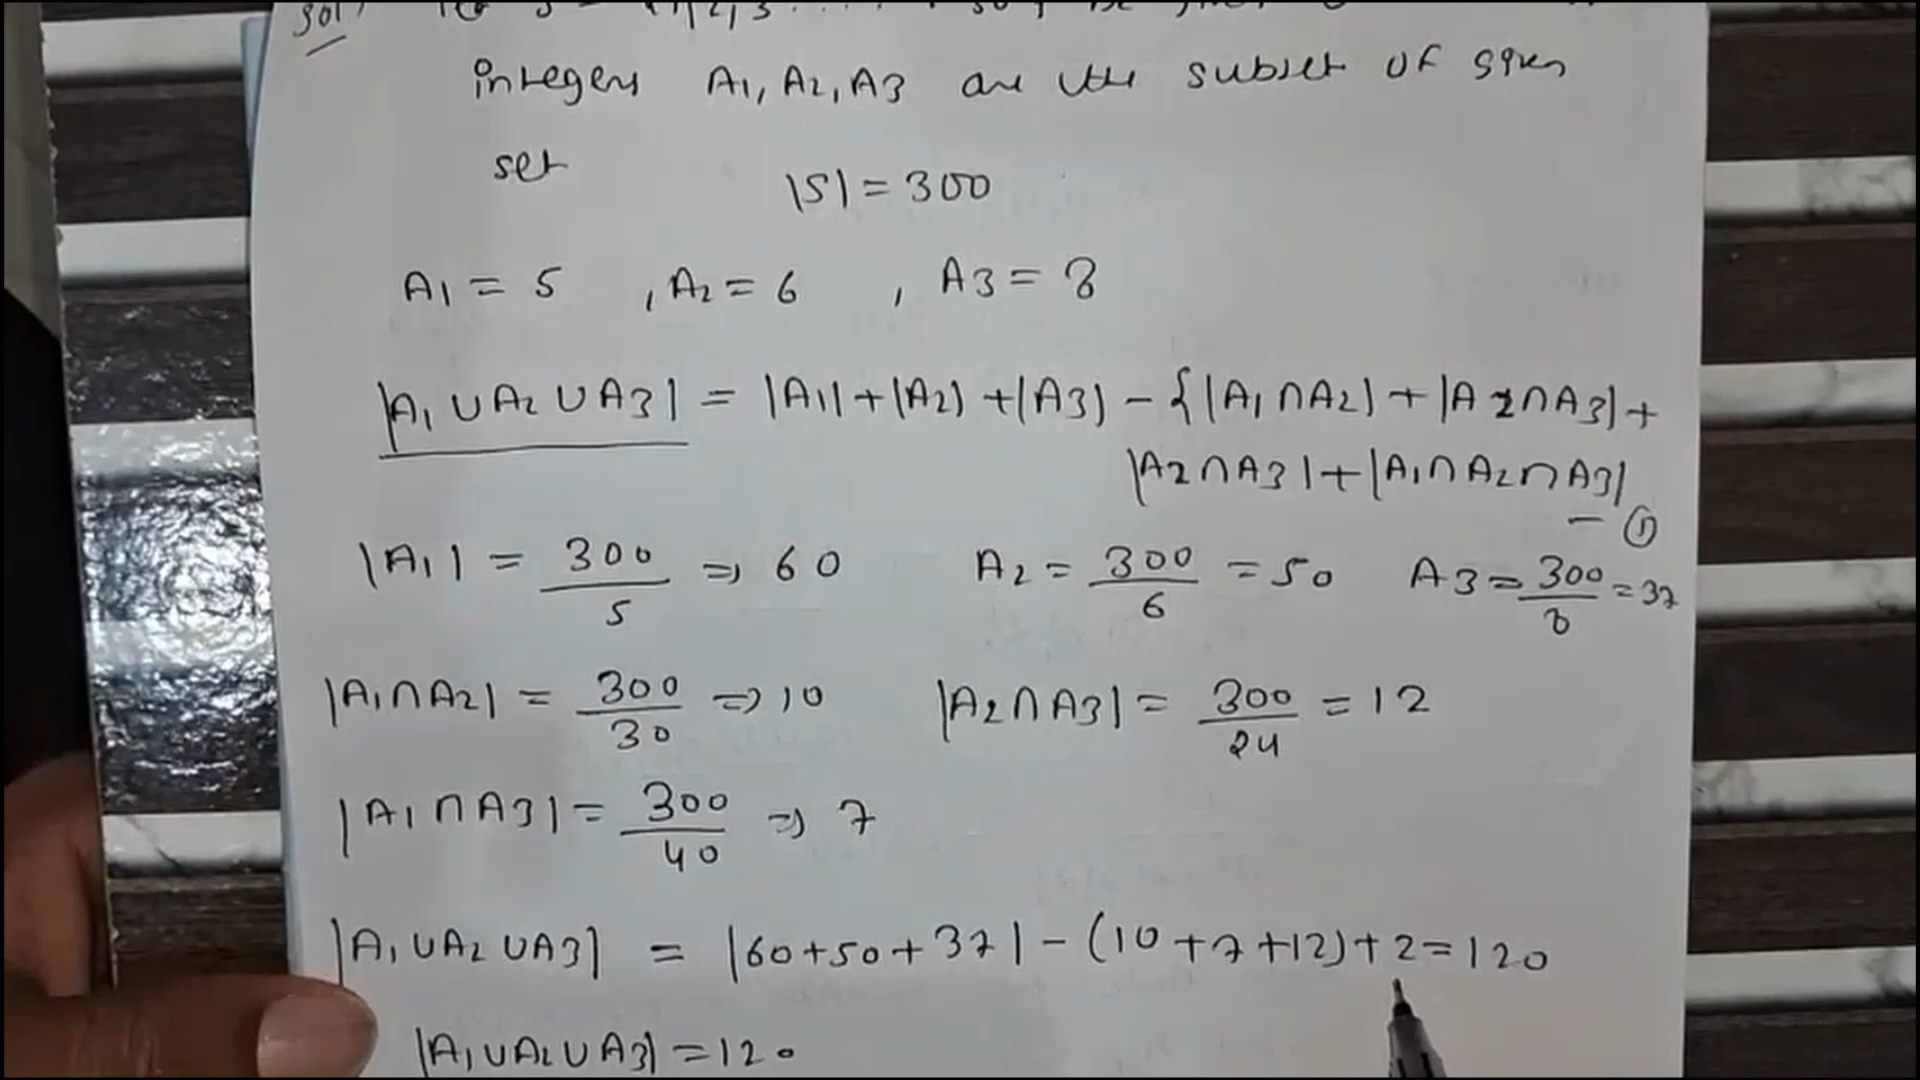 Sol
integers A1, A2, A3 are the subset of given
set
|S| = 300
A1 = 5 , A2 = 6 , A3 = 8
|A1 ∪ A2 ∪ A3| = |A1| + |A2| + |A3| - {|A1 ∩ A2| + |A1 ∩ A3| +
|A2 ∩ A3| + |A1 ∩ A2 ∩ A3|
- ①
|A1| = 300/5 => 60 A2 = 300/6 = 50 A3 = 300/8 = 37
|A1 ∩ A2| = 300/30 => 10 |A2 ∩ A3| = 300/24 = 12
|A1 ∩ A3| = 300/40 => 7
|A1 ∪ A2 ∪ A3| = |60 + 50 + 37| - (10 + 7 + 12) + 2 = 120
|A1 ∪ A2 ∪ A3| = 120